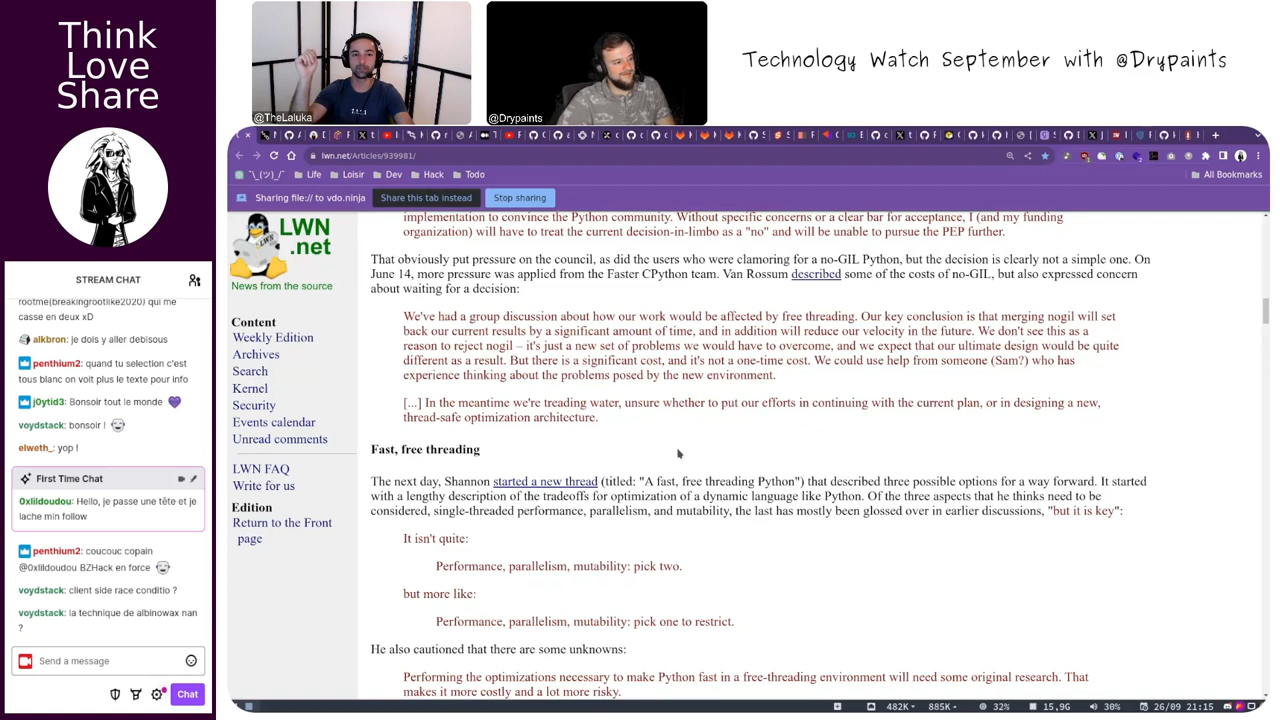 Think
Love
Share
@TheLaluka
@Drypaints
Technology Watch September with @Drypaints
lwn.net/Articles/939981/
¯\_(ツ)_/¯
Life
Loisir
Dev
Hack
Todo
All Bookmarks
Sharing file:// to vdo.ninja
Share this tab instead
Stop sharing
STREAM CHAT
rootme(breakingrootlike2020) qui me
casse en deux xD
alkbron: je dois y aller debisous
penthium2: quand tu selection c'est
tous blanc on voit plus le texte pour info
j0ytid3: Bonsoir tout le monde 💜
voydstack: bonsoir !
elweth_: yop !
First Time Chat
0xlildoudou: Hello, je passe une tête et je
lache min follow
penthium2: coucouc copain
@0xlildoudou BZHack en force
voydstack: client side race conditio ?
voydstack: la technique de albinowax nan
?
Send a message
Chat
LWN
.net
News from the source
Content
Weekly Edition
Archives
Search
Kernel
Security
Events calendar
Unread comments
LWN FAQ
Write for us
Edition
Return to the Front
page
implementation to convince the Python community. Without specific concerns or a clear bar for acceptance, I (and my funding
organization) will have to treat the current decision-in-limbo as a "no" and will be unable to pursue the PEP further.
That obviously put pressure on the council, as did the users who were clamoring for a no-GIL Python, but the decision is clearly not a simple one. On
June 14, more pressure was applied from the Faster CPython team. Van Rossum described some of the costs of no-GIL, but also expressed concern
about waiting for a decision:
We've had a group discussion about how our work would be affected by free threading. Our key conclusion is that merging nogil will set
back our current results by a significant amount of time, and in addition will reduce our velocity in the future. We don't see this as a
reason to reject nogil – it's just a new set of problems we would have to overcome, and we expect that our ultimate design would be quite
different as a result. But there is a significant cost, and it's not a one-time cost. We could use help from someone (Sam?) who has
experience thinking about the problems posed by the new environment.
[...] In the meantime we're treading water, unsure whether to put our efforts in continuing with the current plan, or in designing a new,
thread-safe optimization architecture.
Fast, free threading
The next day, Shannon started a new thread (titled: "A fast, free threading Python") that described three possible options for a way forward. It started
with a lengthy description of the tradeoffs for optimization of a dynamic language like Python. Of the three aspects that he thinks need to be
considered, single-threaded performance, parallelism, and mutability, the last has mostly been glossed over in earlier discussions, "but it is key":
It isn't quite:
Performance, parallelism, mutability: pick two.
but more like:
Performance, parallelism, mutability: pick one to restrict.
He also cautioned that there are some unknowns:
Performing the optimizations necessary to make Python fast in a free-threading environment will need some original research. That
makes it more costly and a lot more risky.
482K
885K
32%
15,9G
30%
26/09 21:15